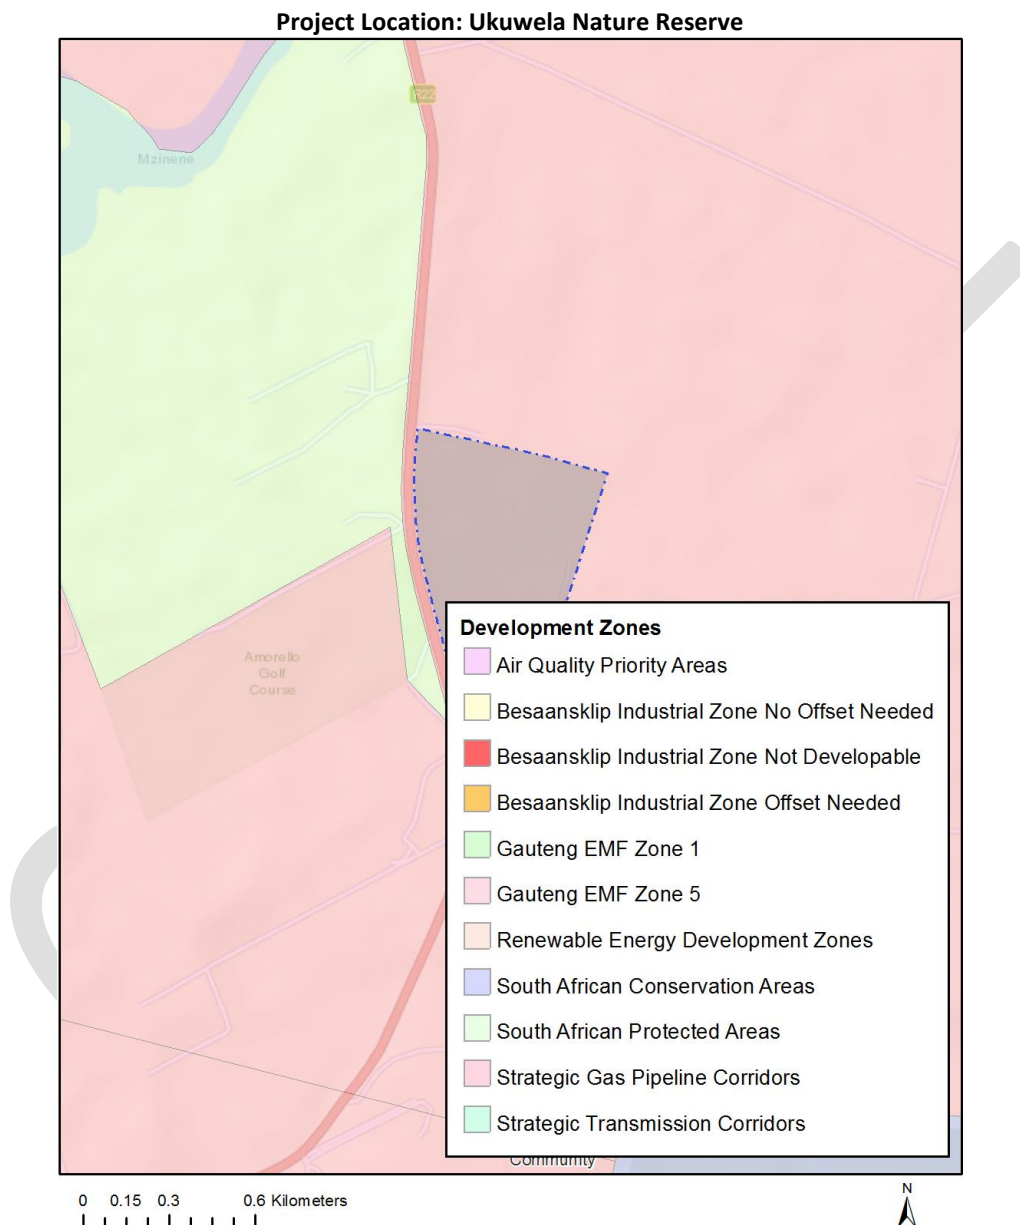 Project Location: Ukuwela Nature Reserve
R22
Mzinene
Amorello
Golf
Course
Development Zones
Air Quality Priority Areas
Besaansklip Industrial Zone No Offset Needed
Besaansklip Industrial Zone Not Developable
Besaansklip Industrial Zone Offset Needed
Gauteng EMF Zone 1
Gauteng EMF Zone 5
Renewable Energy Development Zones
South African Conservation Areas
South African Protected Areas
Strategic Gas Pipeline Corridors
Strategic Transmission Corridors
Community
0 0.15 0.3 0.6 Kilometers
N